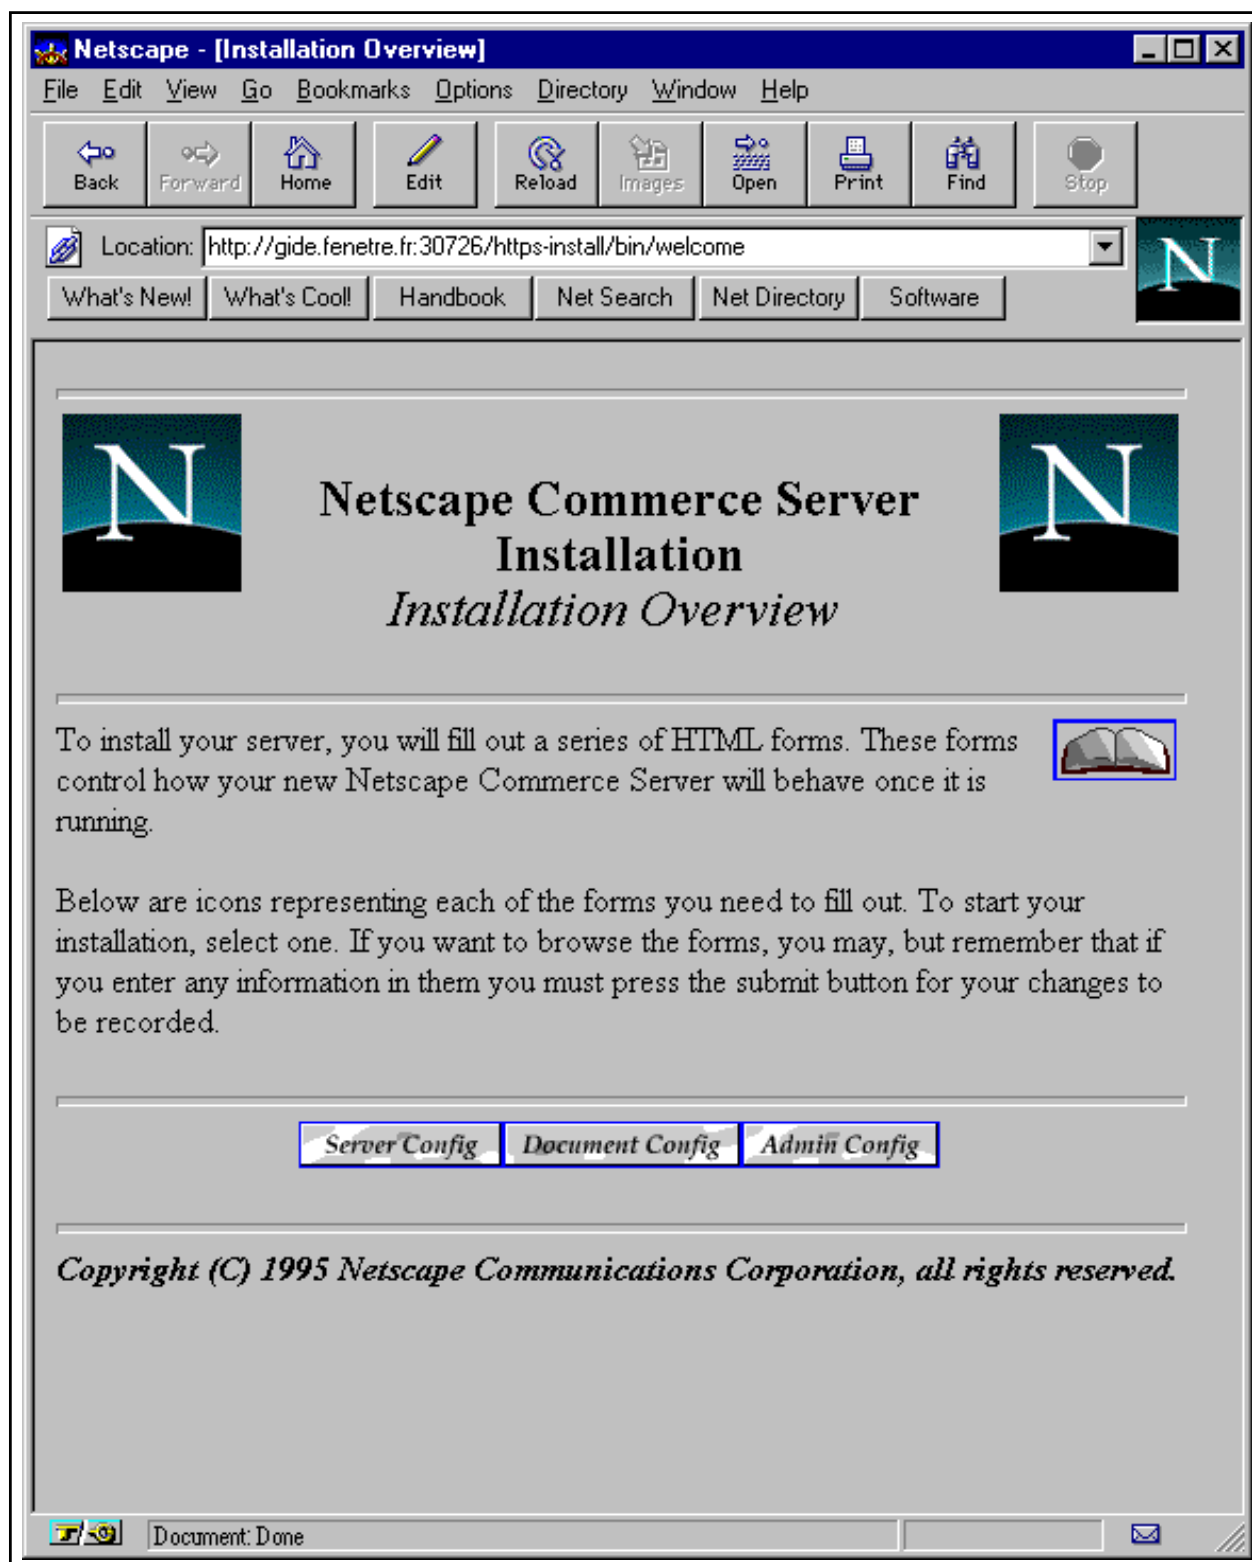 Netscape - [Installation Overview]
File Edit View Go Bookmarks Options Directory Window Help
Back Forward Home Edit Reload Images Open Print Find Stop
Location: http://gide.fenetre.fr:30726/https-install/bin/welcome
N
What's New! What's Cool! Handbook Net Search Net Directory Software
N
N
Netscape Commerce Server
Installation
Installation Overview
To install your server, you will fill out a series of HTML forms. These forms
control how your new Netscape Commerce Server will behave once it is
running.
Below are icons representing each of the forms you need to fill out. To start your
installation, select one. If you want to browse the forms, you may, but remember that if
you enter any information in them you must press the submit button for your changes to
be recorded.
Server Config Document Config Admin Config
Copyright (C) 1995 Netscape Communications Corporation, all rights reserved.
Document: Done